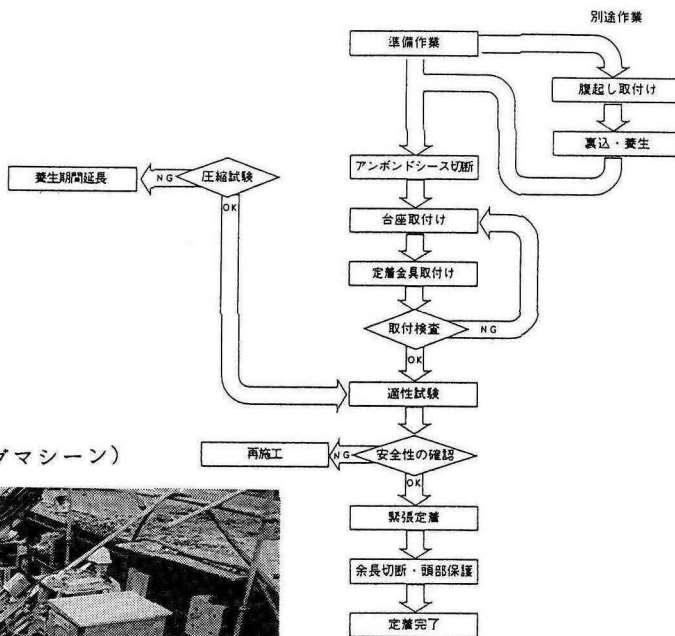 別途作業
準備作業
腹起し取付け
裏込・養生
アンボンドシース切断
養生期間延長
NG
圧縮試験
OK
台座取付け
定着金具取付け
取付検査
NG
OK
適性試験
グマシーン)
再施工
NG
安全性の確認
OK
緊張定着
余長切断・頭部保護
定着完了